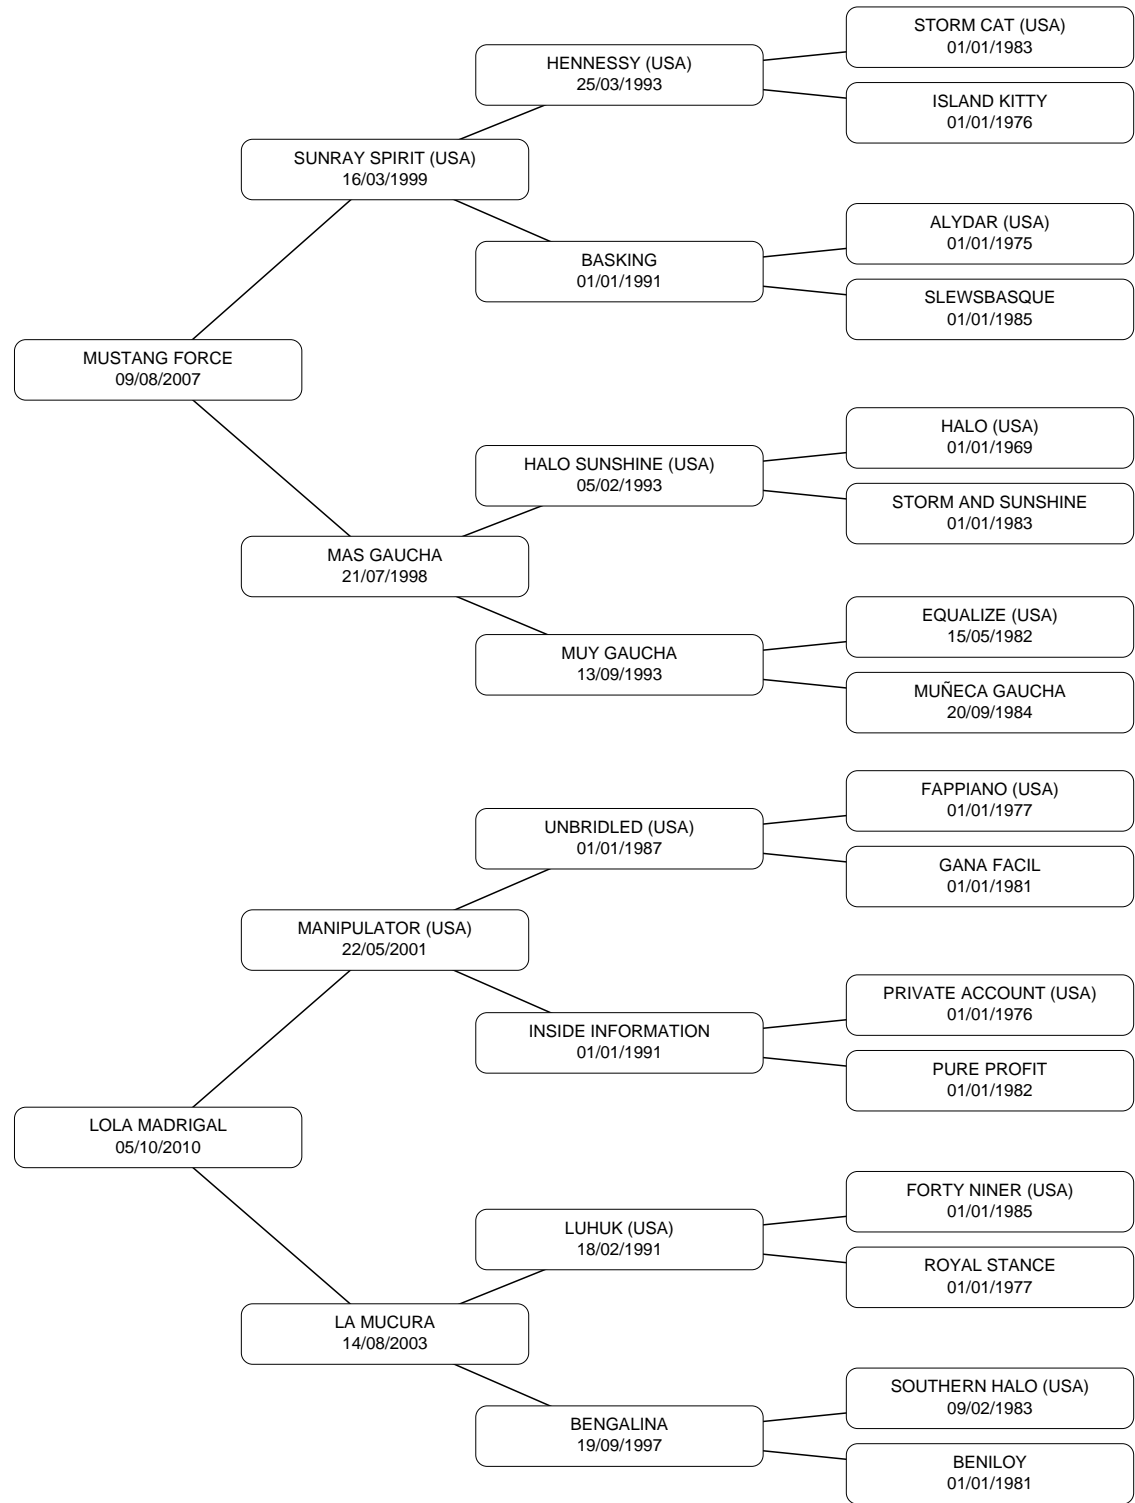 STORM CAT (USA)
01/01/1983
HENNESSY (USA)
25/03/1993
ISLAND KITTY
01/01/1976
SUNRAY SPIRIT (USA)
16/03/1999
ALYDAR (USA)
01/01/1975
BASKING
01/01/1991
SLEWSBASQUE
01/01/1985
MUSTANG FORCE
09/08/2007
HALO (USA)
01/01/1969
HALO SUNSHINE (USA)
05/02/1993
STORM AND SUNSHINE
01/01/1983
MAS GAUCHA
21/07/1998
EQUALIZE (USA)
15/05/1982
MUY GAUCHA
13/09/1993
MUÑECA GAUCHA
20/09/1984
FAPPIANO (USA)
01/01/1977
UNBRIDLED (USA)
01/01/1987
GANA FACIL
01/01/1981
MANIPULATOR (USA)
22/05/2001
PRIVATE ACCOUNT (USA)
01/01/1976
INSIDE INFORMATION
01/01/1991
PURE PROFIT
01/01/1982
LOLA MADRIGAL
05/10/2010
FORTY NINER (USA)
01/01/1985
LUHUK (USA)
18/02/1991
ROYAL STANCE
01/01/1977
LA MUCURA
14/08/2003
SOUTHERN HALO (USA)
09/02/1983
BENGALINA
19/09/1997
BENILOY
01/01/1981